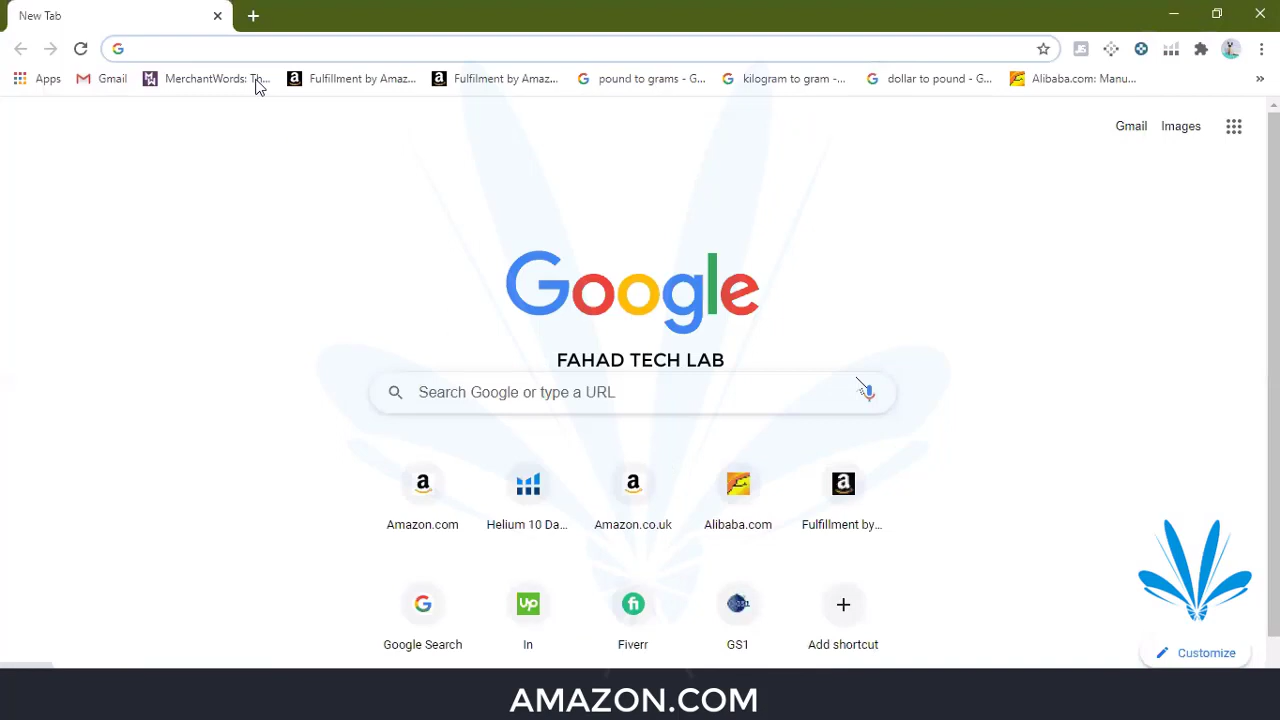 New Tab
Apps
Gmail
MerchantWords: Th...
Fulfillment by Amaz...
Fulfilment by Amaz...
pound to grams - G...
kilogram to gram -...
dollar to pound - G...
Alibaba.com: Manu...
Gmail
Images
Google
FAHAD TECH LAB
Search Google or type a URL
Amazon.com
Helium 10 Da...
Amazon.co.uk
Alibaba.com
Fulfillment by...
Google Search
In
Fiverr
GS1
Add shortcut
Customize
AMAZON.COM